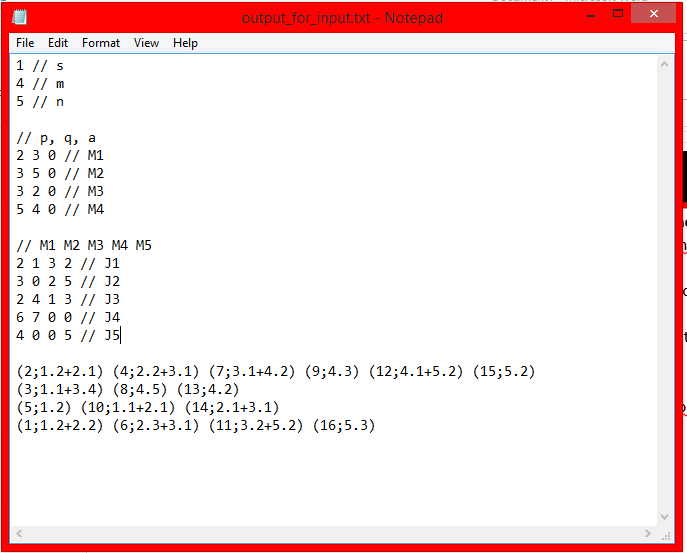 output_for_input.txt - Notepad
File Edit Format View Help
1 // s
4 // m
5 // n
// p, q, a
2 3 0 // M1
3 5 0 // M2
3 2 0 // M3
5 4 0 // M4
// M1 M2 M3 M4 M5
2 1 3 2 // J1
3 0 2 5 // J2
2 4 1 3 // J3
6 7 0 0 // J4
4 0 0 5 // J5
(2;1.2+2.1) (4;2.2+3.1) (7;3.1+4.2) (9;4.3) (12;4.1+5.2) (15;5.2)
(3;1.1+3.4) (8;4.5) (13;4.2)
(5;1.2) (10;1.1+2.1) (14;2.1+3.1)
(1;1.2+2.2) (6;2.3+3.1) (11;3.2+5.2) (16;5.3)